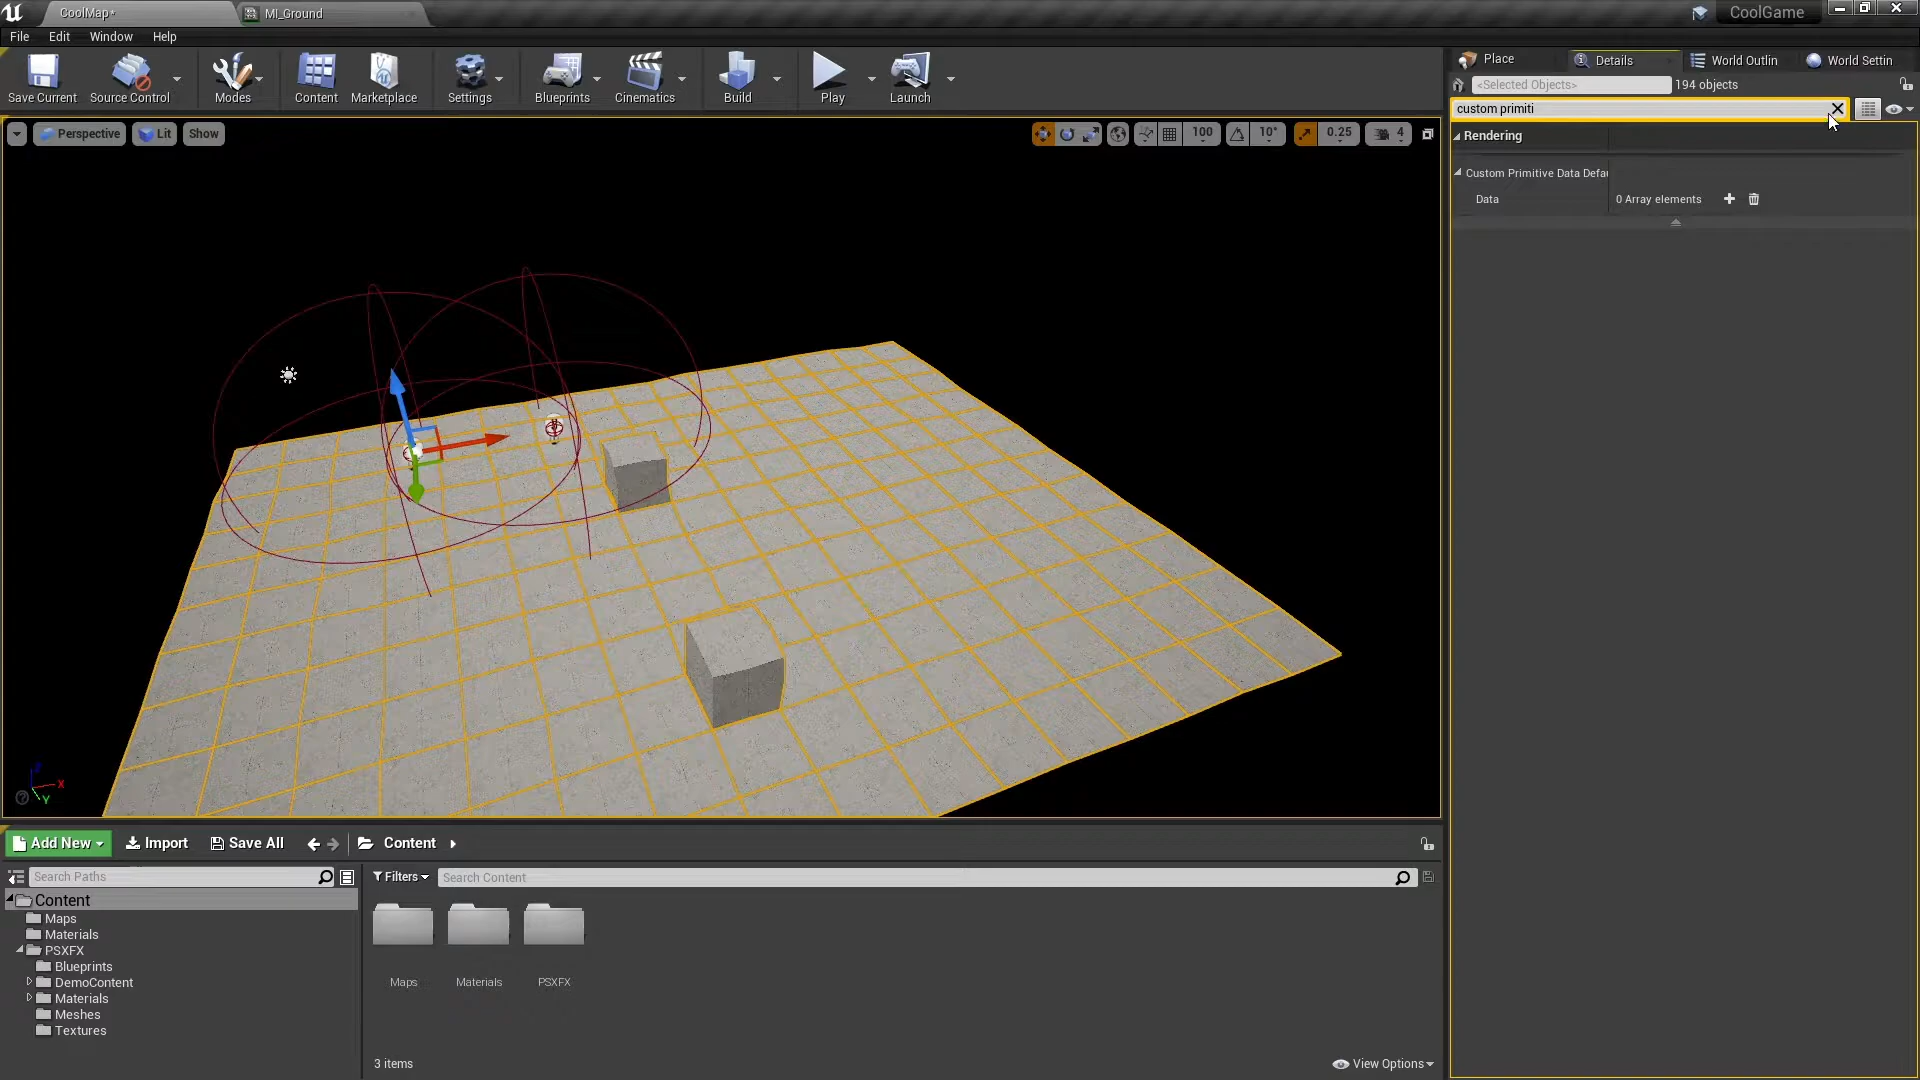 CoolMap*
MI_Ground
CoolGame
File
Edit
Window
Help
Save Current
Source Control
Modes
Content
Marketplace
Settings
Blueprints
Cinematics
Build
Play
Launch
Place
Details
World Outlin
World Settin
<Selected Objects>
194 objects
custom primiti
Rendering
Custom Primitive Data Defau
Data
0 Array elements
Perspective
Lit
Show
100
10°
0.25
4
X
Y
Add New
Import
Save All
Content
Search Paths
Filters
Search Content
Content
Maps
Materials
PSXFX
Blueprints
DemoContent
Materials
Meshes
Textures
Maps
Materials
PSXFX
3 items
View Options